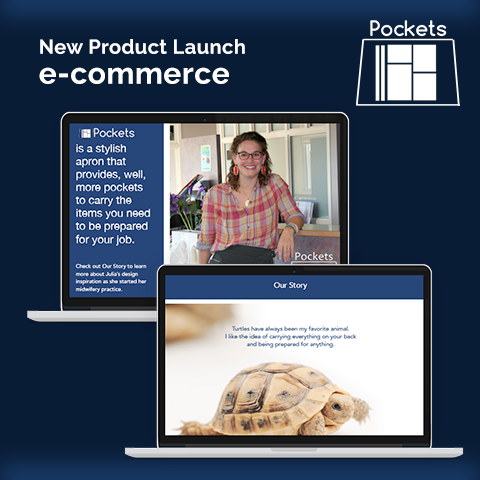 New Product Launch
e-commerce
Pockets
Pockets
is a stylish
apron that
provides, well,
more pockets
to carry the
items you need
to be prepared
for your job.
Check out Our Story to learn
more about Julia's design
inspiration as she started her
midwifery practice.
Pockets
Our Story
Turtles have always been my favorite animal.
I like the idea of carrying everything on your back
and being prepared for anything.